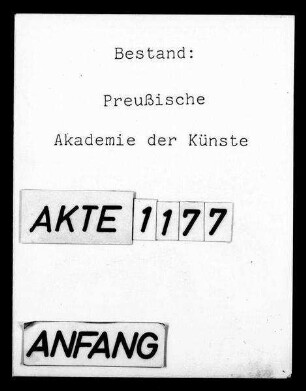 Bestand:
Preußische
Akademie der Künste
AKTE 1177
ANFANG